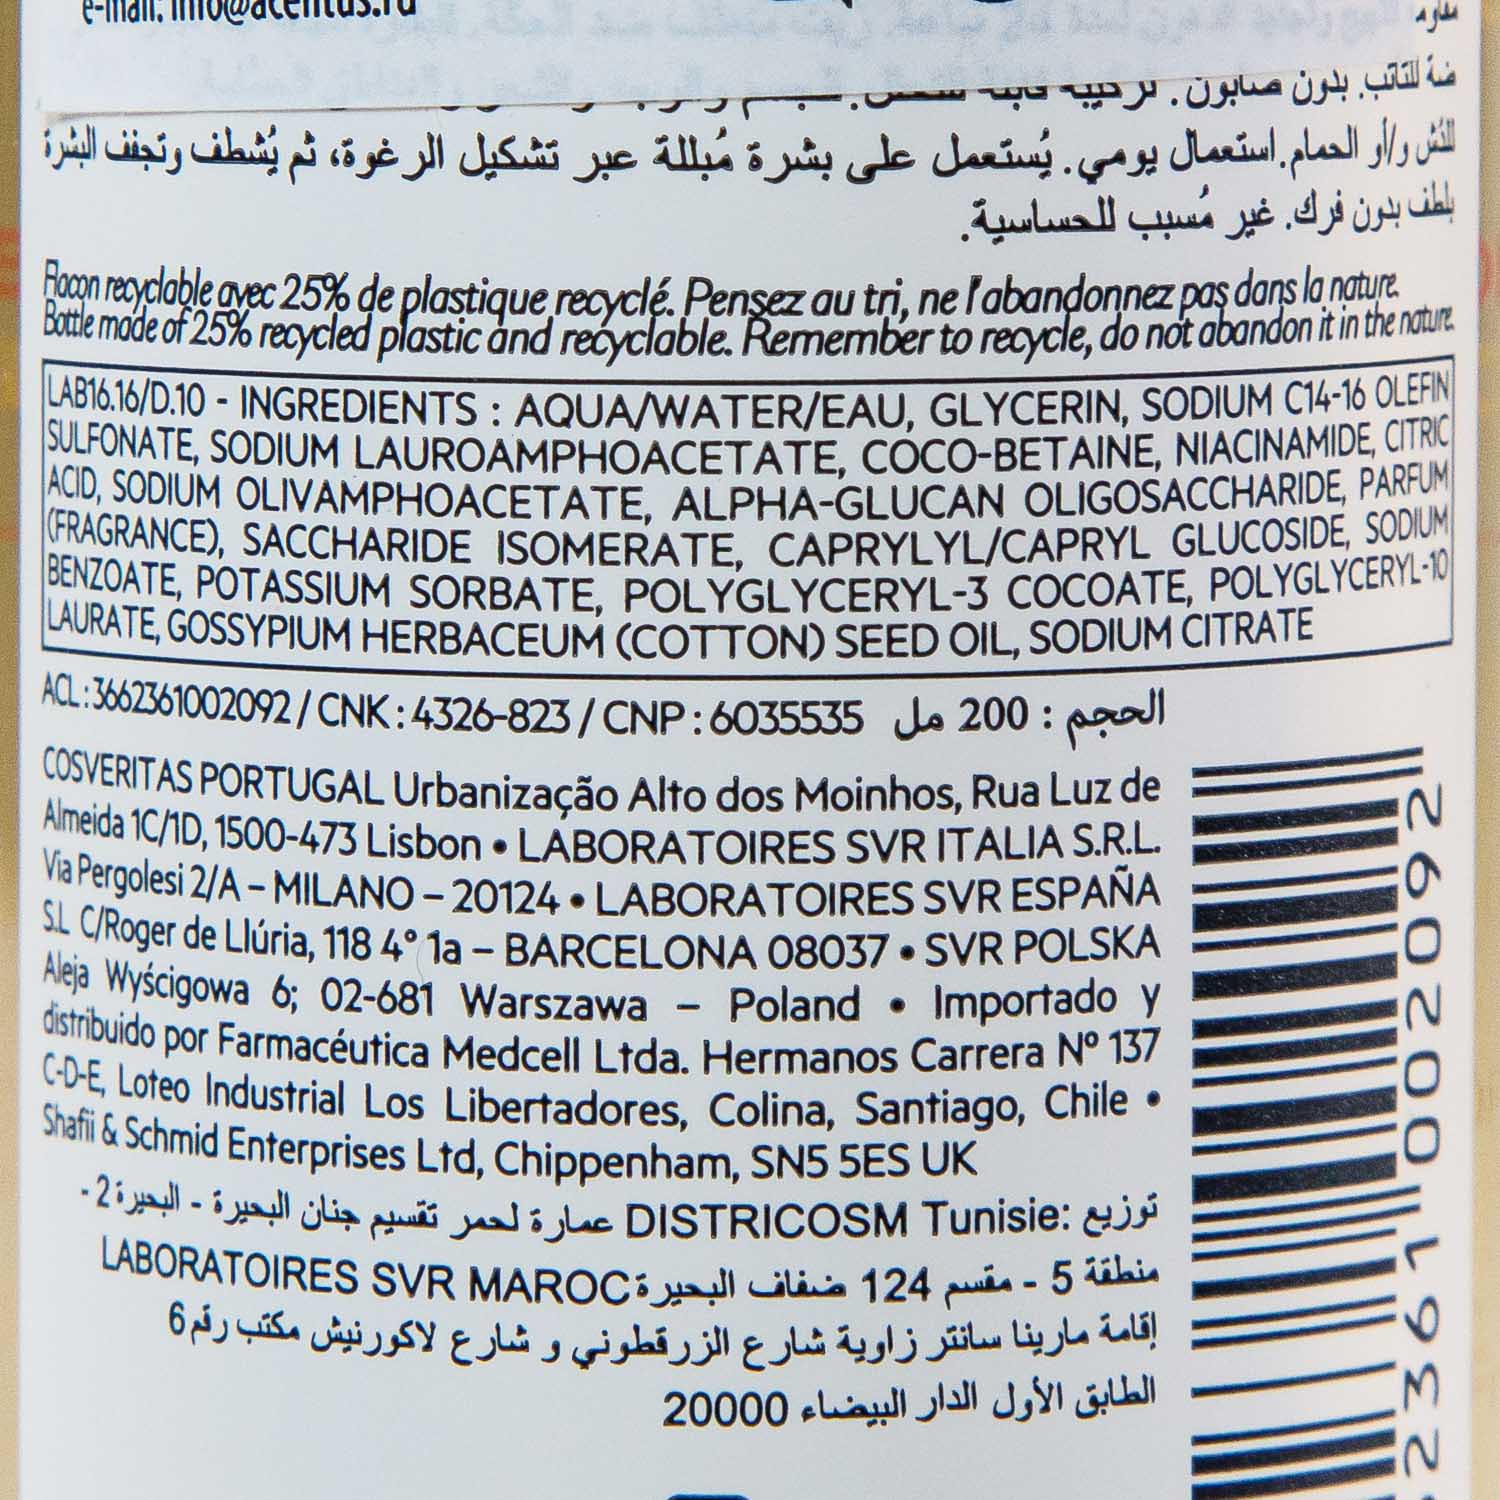 e-mail: info@acentus.ru
ضة للتاتب. بدون صابون. تركيبة قابلة
للدُش و/أو الحمام. استعمال يومي. يُستعمل على بشرة مُبللة عبر تشكيل الرغوة، ثم يُشطف وتجفف البشرة
بلطف بدون فرك. غير مُسبب للحساسية.
Flacon recyclable avec 25% de plastique recyclé. Pensez au tri, ne l'abandonnez pas dans la nature.
Bottle made of 25% recycled plastic and recyclable. Remember to recycle, do not abandon it in the nature.
LAB16.16/D.10 - INGREDIENTS : AQUA/WATER/EAU, GLYCERIN, SODIUM C14-16 OLEFIN
SULFONATE, SODIUM LAUROAMPHOACETATE, COCO-BETAINE, NIACINAMIDE, CITRIC
ACID, SODIUM OLIVAMPHOACETATE, ALPHA-GLUCAN OLIGOSACCHARIDE, PARFUM
(FRAGRANCE), SACCHARIDE ISOMERATE, CAPRYLYL/CAPRYL GLUCOSIDE, SODIUM
BENZOATE, POTASSIUM SORBATE, POLYGLYCERYL-3 COCOATE, POLYGLYCERYL-10
LAURATE, GOSSYPIUM HERBACEUM (COTTON) SEED OIL, SODIUM CITRATE
ACL : 3662361002092 / CNK : 4326-823 / CNP : 6035535 الحجم : 200 مل
COSVERITAS PORTUGAL Urbanização Alto dos Moinhos, Rua Luz de
Almeida 1C/1D, 1500-473 Lisbon • LABORATOIRES SVR ITALIA S.R.L.
Via Pergolesi 2/A – MILANO – 20124 • LABORATOIRES SVR ESPAÑA
S.L C/Roger de Llúria, 118 4° 1a – BARCELONA 08037 • SVR POLSKA
Aleja Wyścigowa 6; 02-681 Warszawa – Poland • Importado y
distribuido por Farmacéutica Medcell Ltda. Hermanos Carrera Nº 137
C-D-E, Loteo Industrial Los Libertadores, Colina, Santiago, Chile •
Shafii & Schmid Enterprises Ltd, Chippenham, SN5 5ES UK
توزيع :DISTRICOSM Tunisie عمارة لحمر تقسيم جنان البحيرة - البحيرة 2 -
منطقة 5 - مقسم 124 ضفاف البحيرة LABORATOIRES SVR MAROC
إقامة مارينا سانتر زاوية شارع الزرقطوني و شارع لاكورنيش مكتب رقم 6
الطابق الأول الدار البيضاء 20000
2361002092